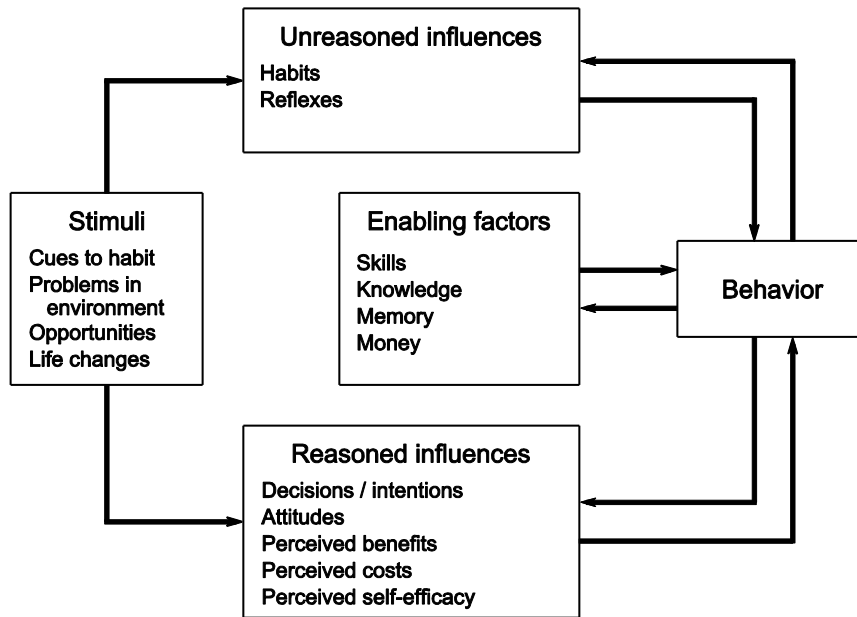 Unreasoned influences
Habits
Reflexes
Stimuli
Cues to habit
Problems in
environment
Opportunities
Life changes
Enabling factors
Skills
Knowledge
Memory
Money
Behavior
Reasoned influences
Decisions / intentions
Attitudes
Perceived benefits
Perceived costs
Perceived self-efficacy